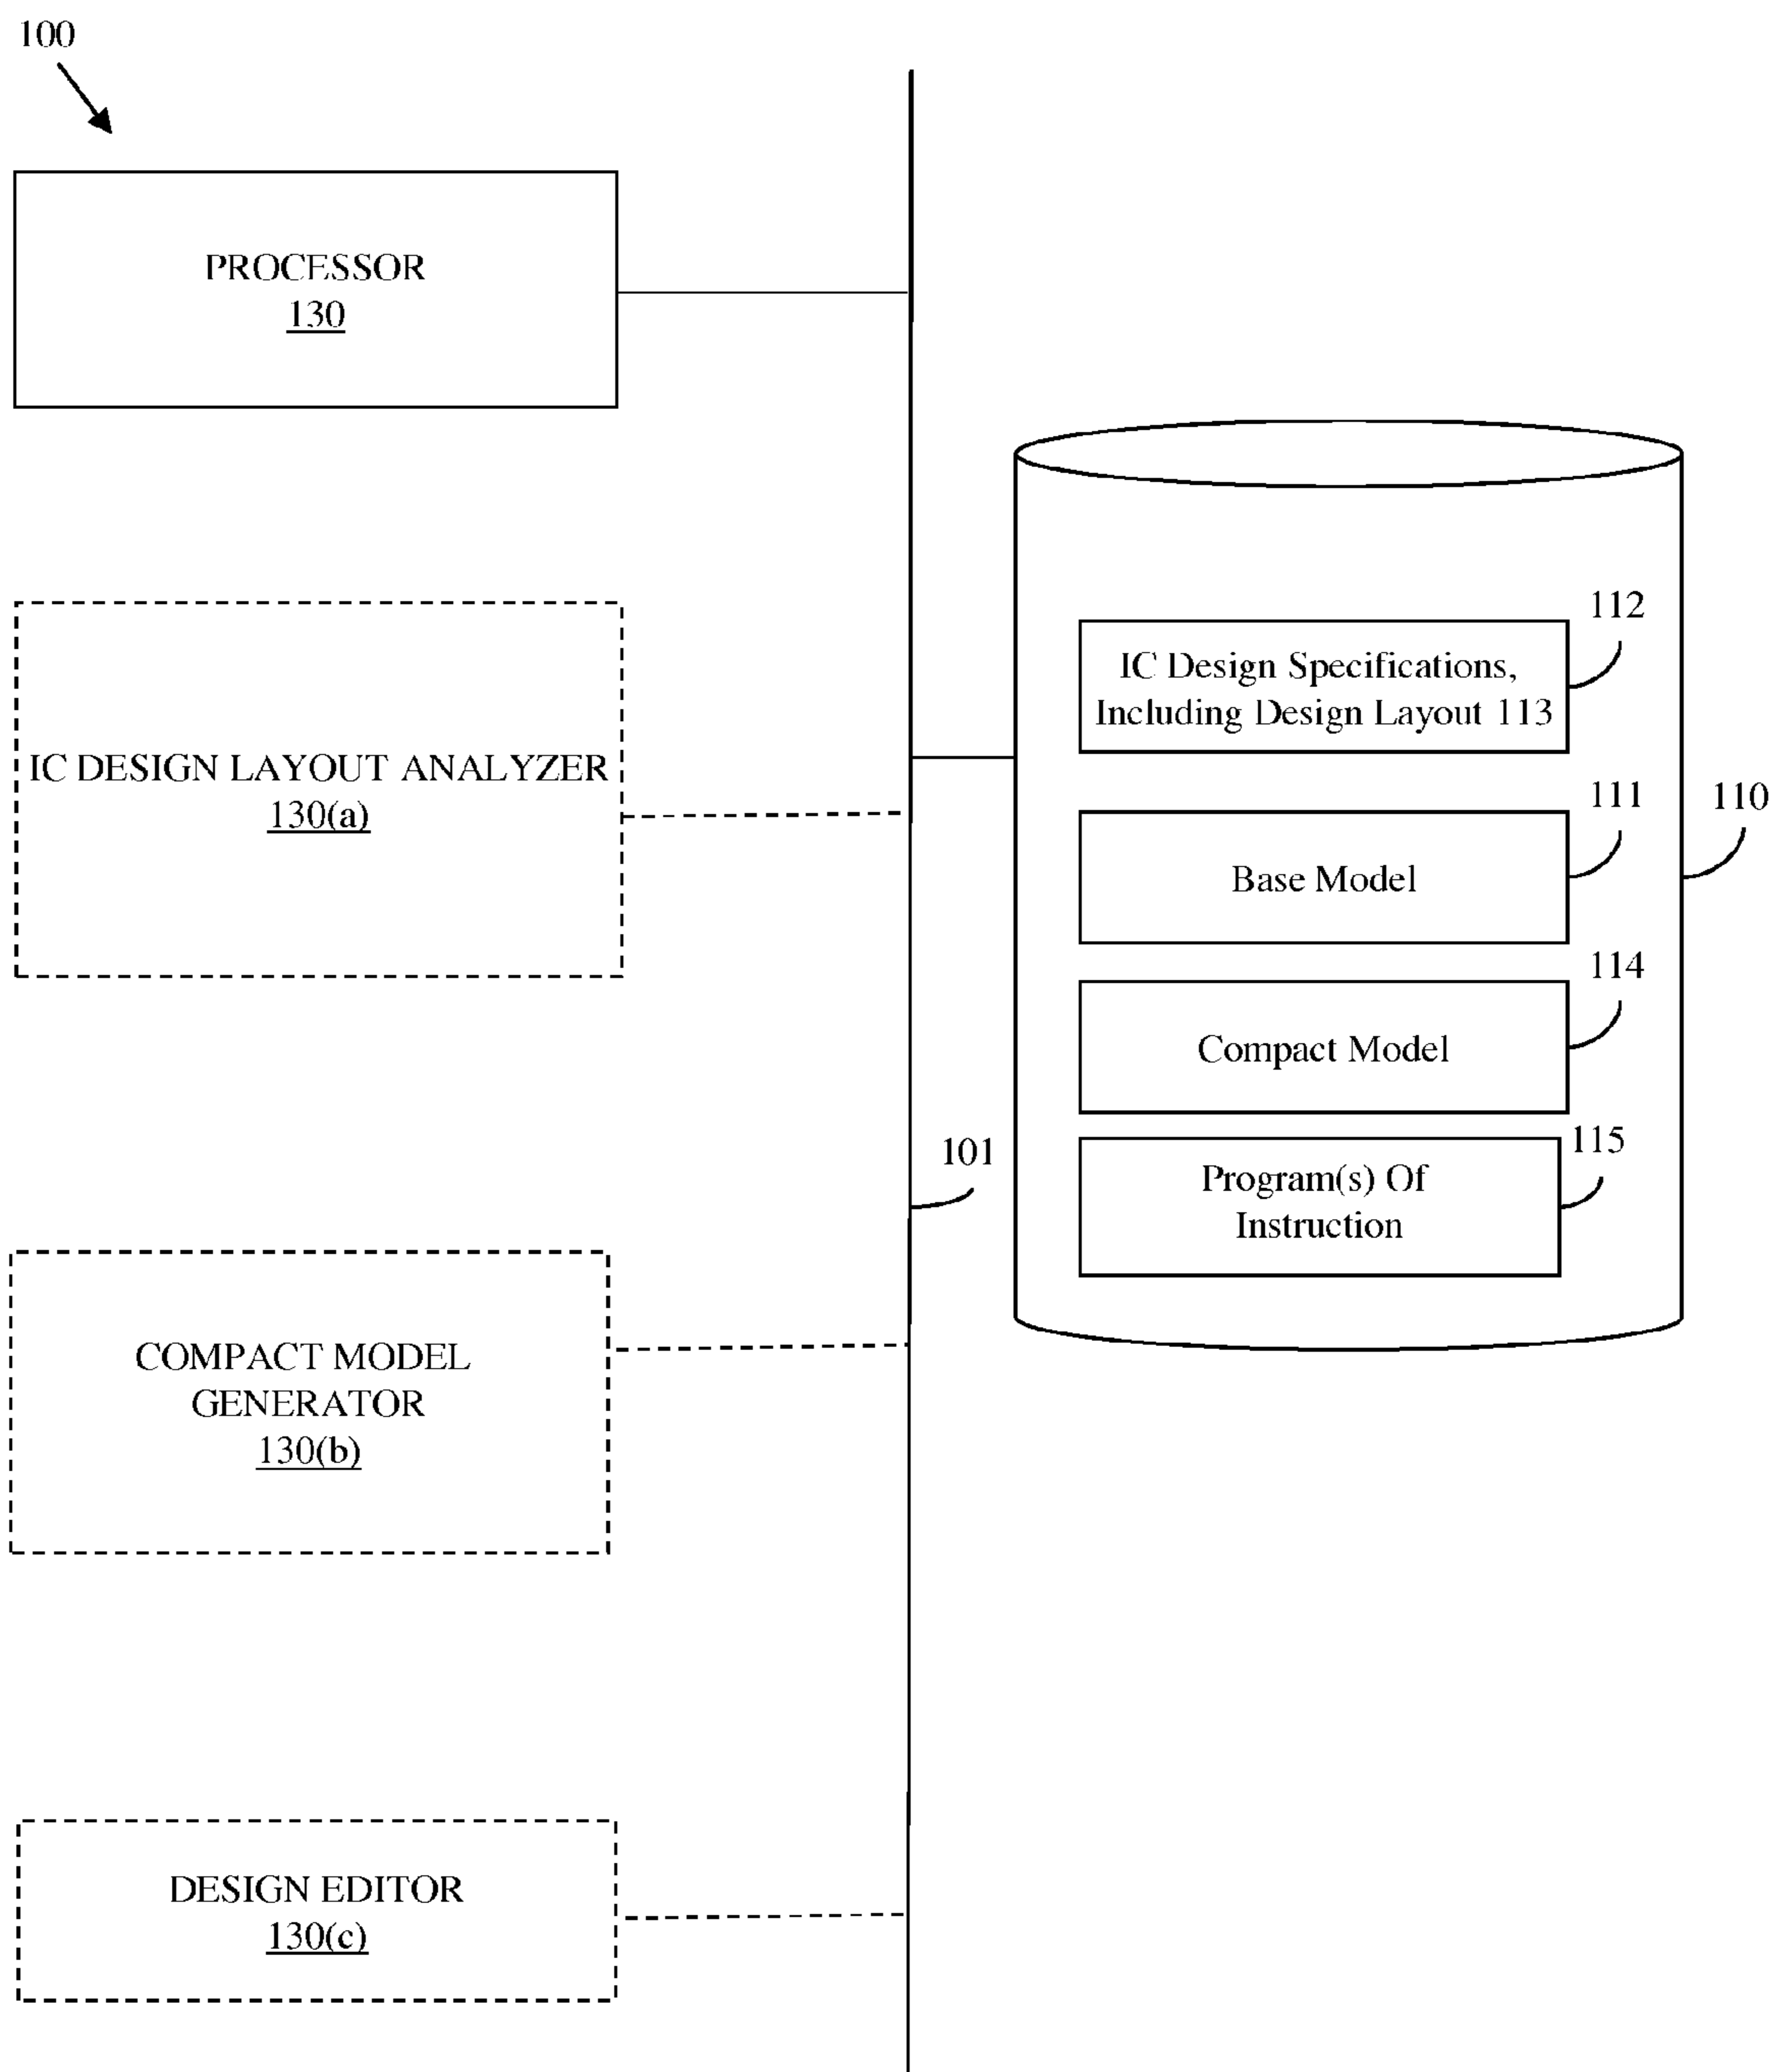 100
PROCESSOR
130
112
IC Design Specifications,
Including Design Layout 113
IC DESIGN LAYOUT ANALYZER
130(a)
111
110
Base Model
114
Compact Model
101
115
Program(s) Of
Instruction
COMPACT MODEL
GENERATOR
130(b)
DESIGN EDITOR
130(c)